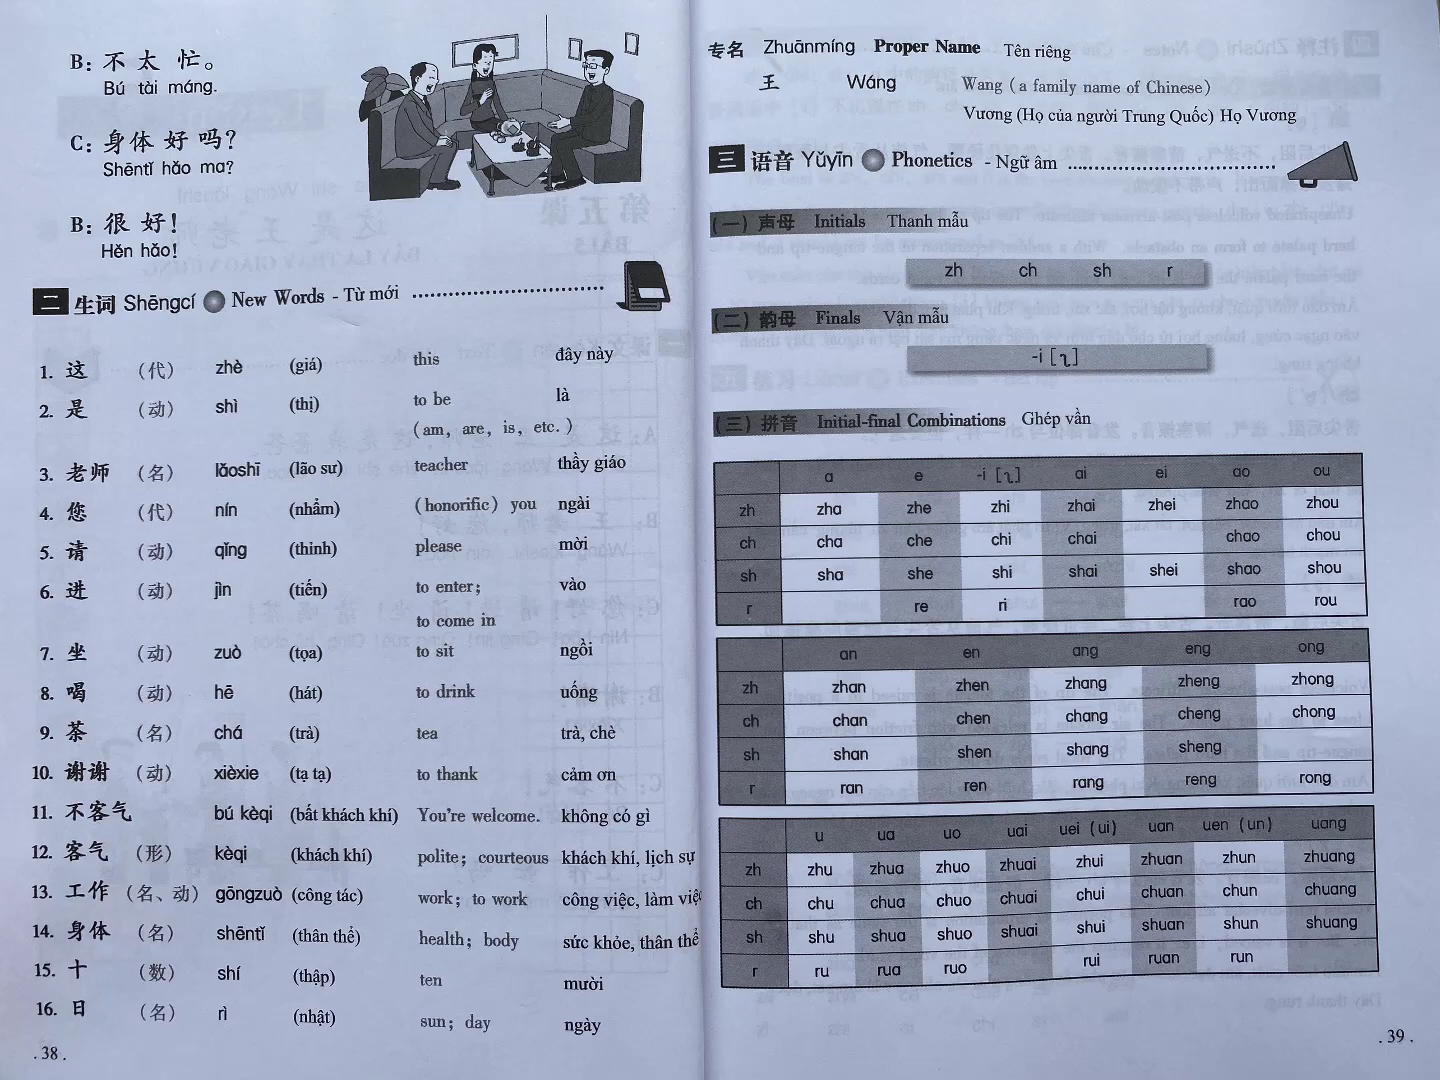 B: 不 太 忙。
Bú tài máng.
C: 身体 好 吗?
Shēntǐ hǎo ma?
B: 很 好!
Hěn hǎo!
二 生词 Shēngcí New Words - Từ mới
1. 这 (代) zhè (giá) this đây này
2. 是 (动) shì (thị) to be là
(am, are, is, etc.)
3. 老师 (名) lǎoshī (lão sư) teacher thầy giáo
4. 您 (代) nín (nhẩm) (honorific) you ngài
5. 请 (动) qǐng (thỉnh) please mời
6. 进 (动) jìn (tiến) to enter; vào
to come in
7. 坐 (动) zuò (tọa) to sit ngồi
8. 喝 (动) hē (hát) to drink uống
9. 茶 (名) chá (trà) tea trà, chè
10. 谢谢 (动) xièxie (tạ tạ) to thank cảm ơn
11. 不客气 bú kèqi (bất khách khí) You're welcome. không có gì
12. 客气 (形) kèqi (khách khí) polite; courteous khách khí, lịch sự
13. 工作 (名、动) gōngzuò (công tác) work; to work công việc, làm việc
14. 身体 (名) shēntǐ (thân thể) health; body sức khỏe, thân thể
15. 十 (数) shí (thập) ten mười
16. 日 (名) rì (nhật) sun; day ngày
. 38 .
专名 Zhuānmíng Proper Name Tên riêng
王 Wáng Wang (a family name of Chinese)
Vương (Họ của người Trung Quốc) Họ Vương
三 语音 Yǔyīn Phonetics - Ngữ âm
(一) 声母 Initials Thanh mẫu
zh ch sh r
(二) 韵母 Finals Vận mẫu
-i [ʅ]
(三) 拼音 Initial-final Combinations Ghép vần
a e -i [ʅ] ai ei ao ou
zh zha zhe zhi zhai zhei zhao zhou
ch cha che chi chai chao chou
sh sha she shi shai shei shao shou
r re ri rao rou
an en ang eng ong
zh zhan zhen zhang zheng zhong
ch chan chen chang cheng chong
sh shan shen shang sheng
r ran ren rang reng rong
u ua uo uai uei (ui) uan uen (un) uang
zh zhu zhua zhuo zhuai zhui zhuan zhun zhuang
ch chu chua chuo chuai chui chuan chun chuang
sh shu shua shuo shuai shui shuan shun shuang
r ru rua ruo rui ruan run
. 39 .